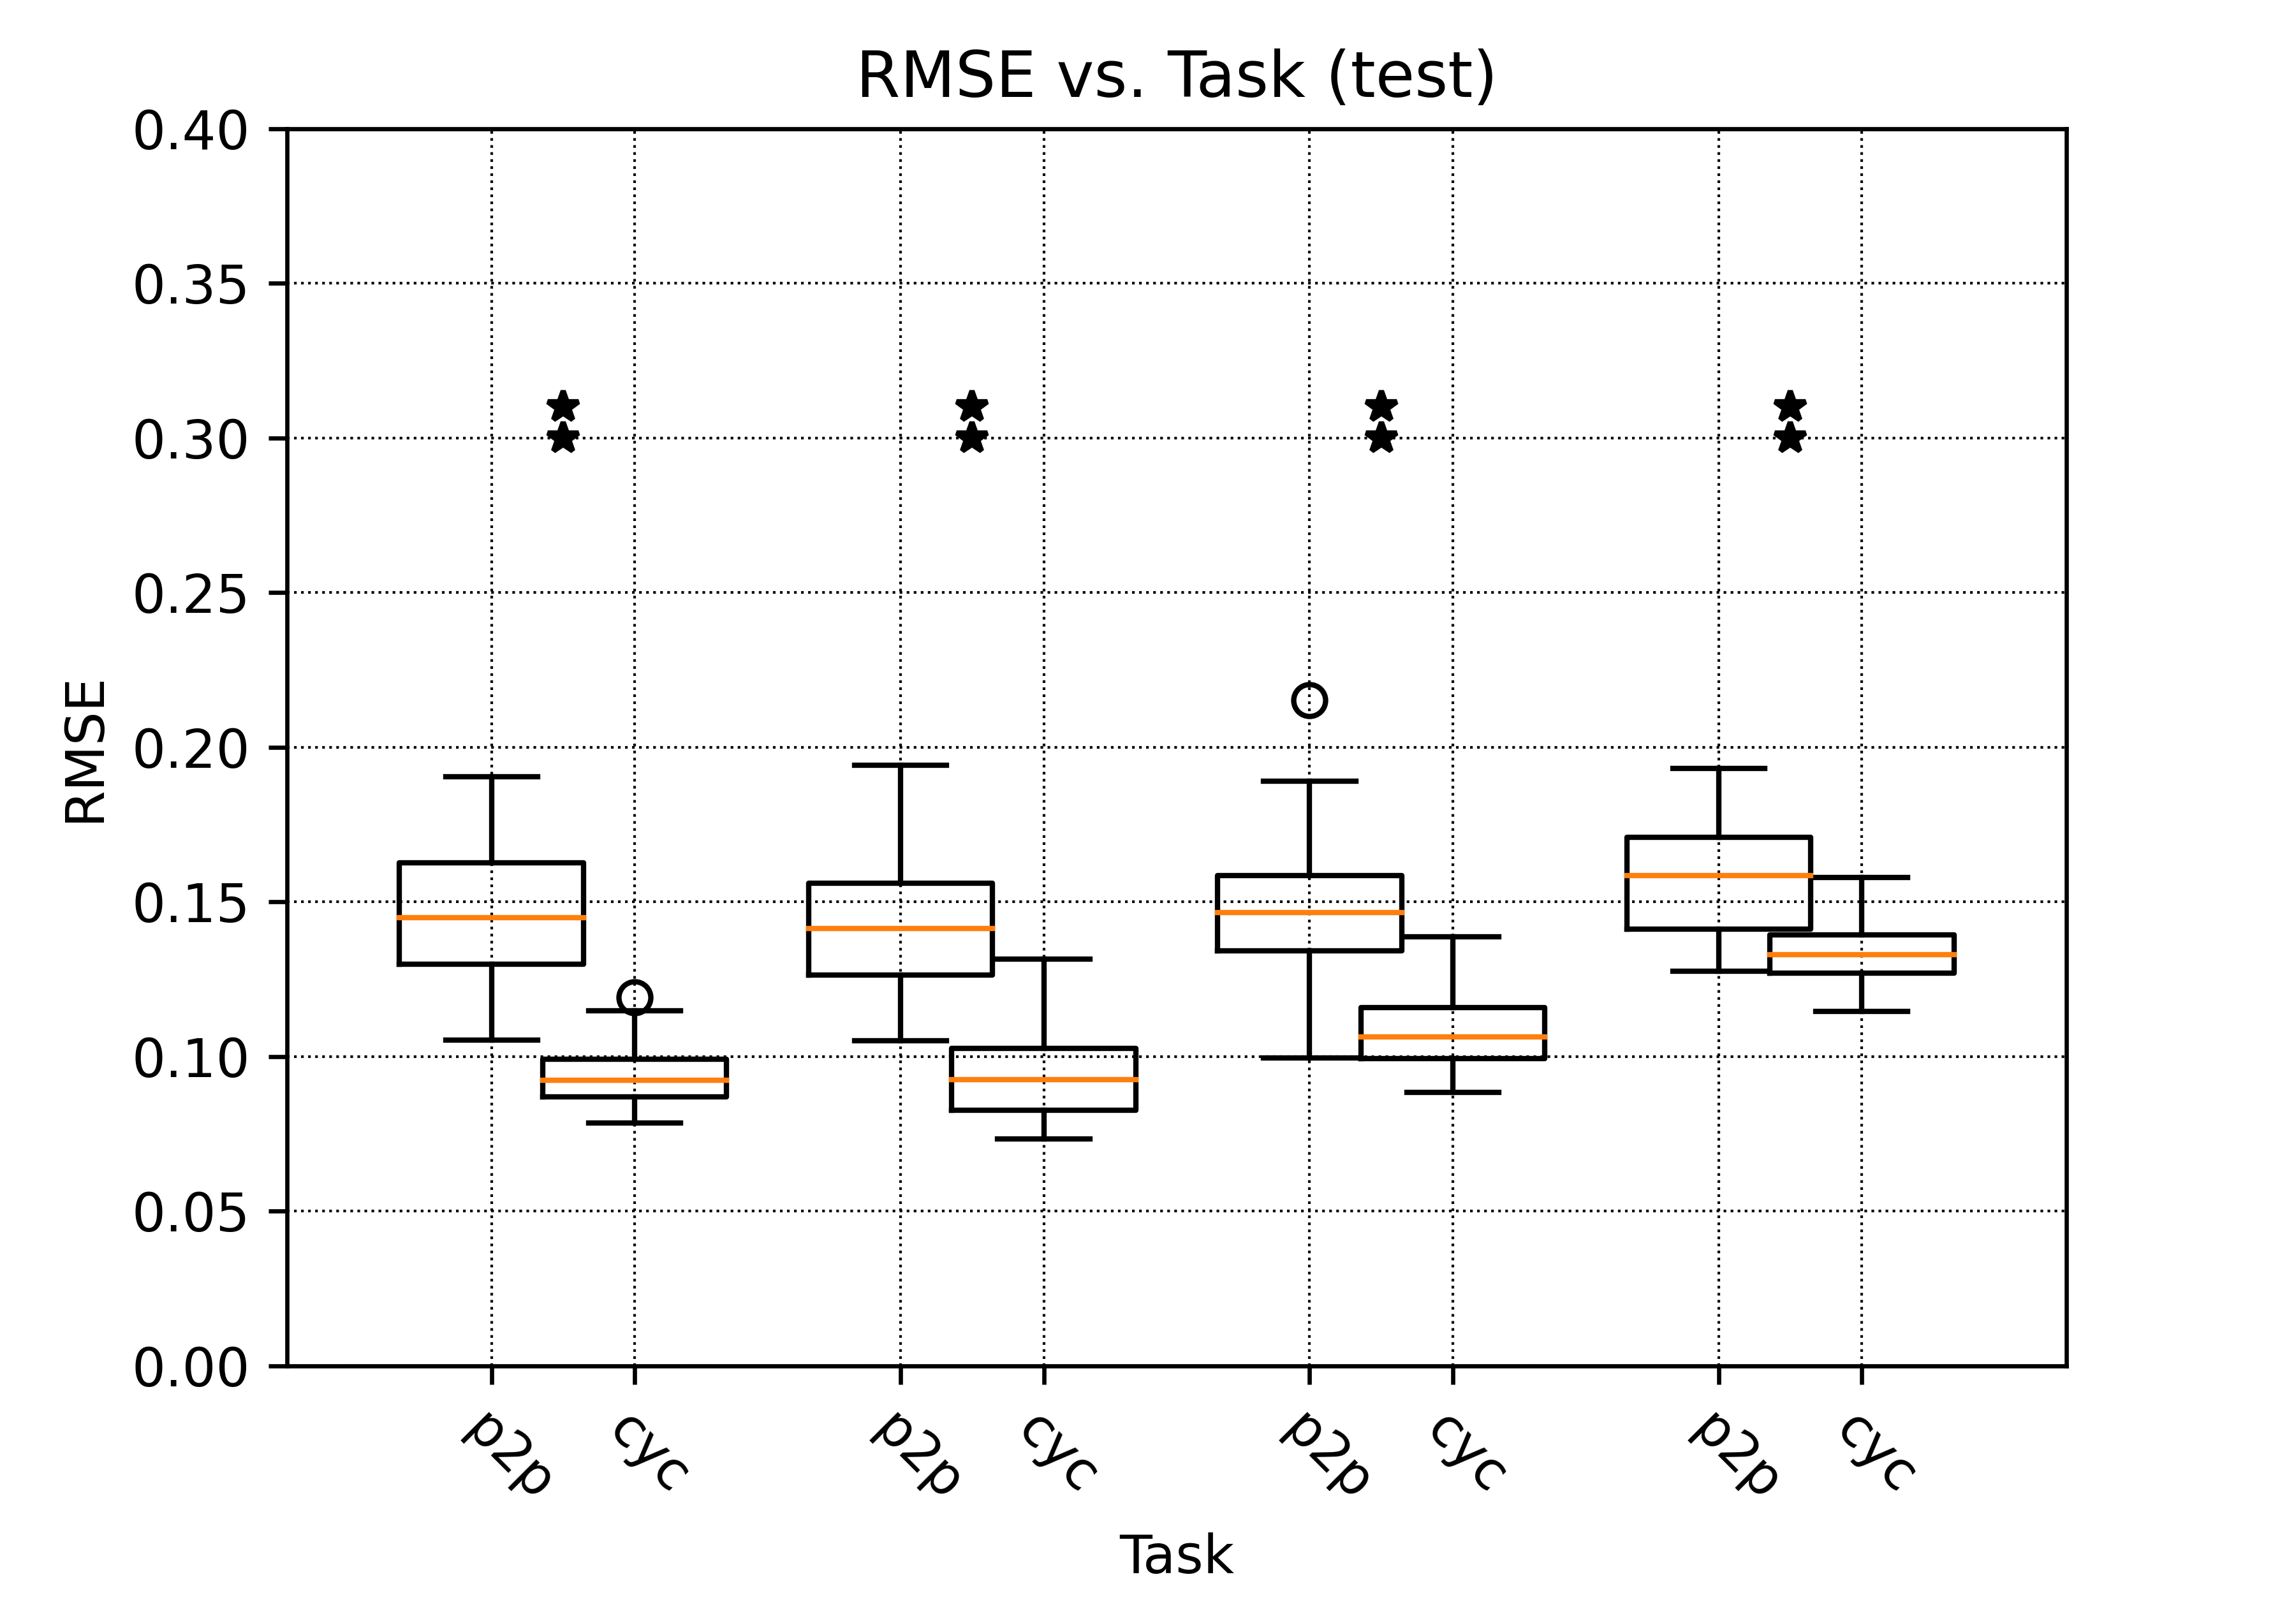 RMSE vs. Task (test)
0.40
0.35
0.30
0.25
0.20
0.15
0.10
0.05
0.00
RMSE
p2p cyc p2p cyc p2p cyc p2p cyc
Task